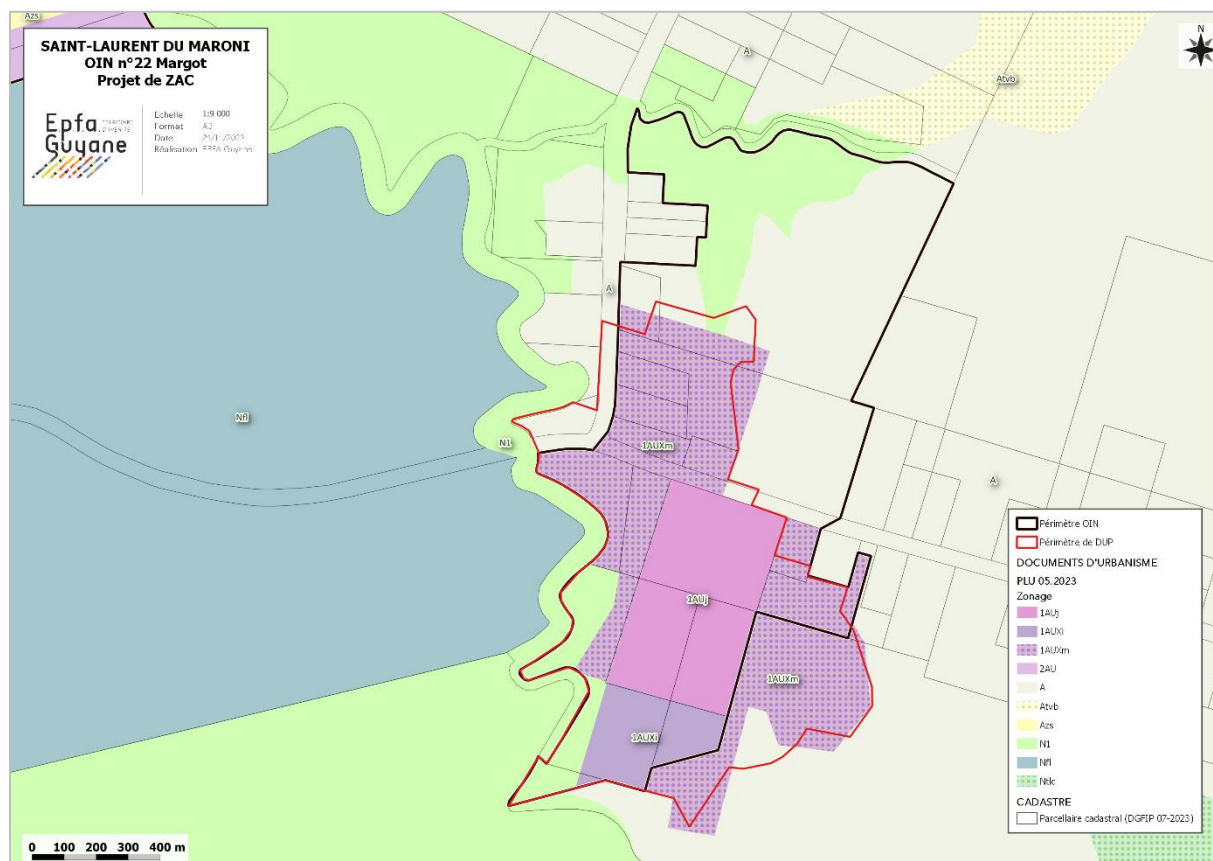 Azs
SAINT-LAURENT DU MARONI
OIN n°22 Margot
Projet de ZAC
Epfa
Guyane
Echelle 1:9 000
Format A3
Date
Réalisation EPFA Guyane
N
A
Atvb
A
Nfl
N1
1AUXm
A
1AUj
1AUXm
1AUXi
Périmètre OIN
Périmètre de DUP
DOCUMENTS D'URBANISME
PLU 05.2023
Zonage
1AUj
1AUXi
1AUXm
2AU
A
Atvb
Azs
N1
Nfl
Ntlc
CADASTRE
Parcellaire cadastral (DGFIP 07-2023)
0 100 200 300 400 m